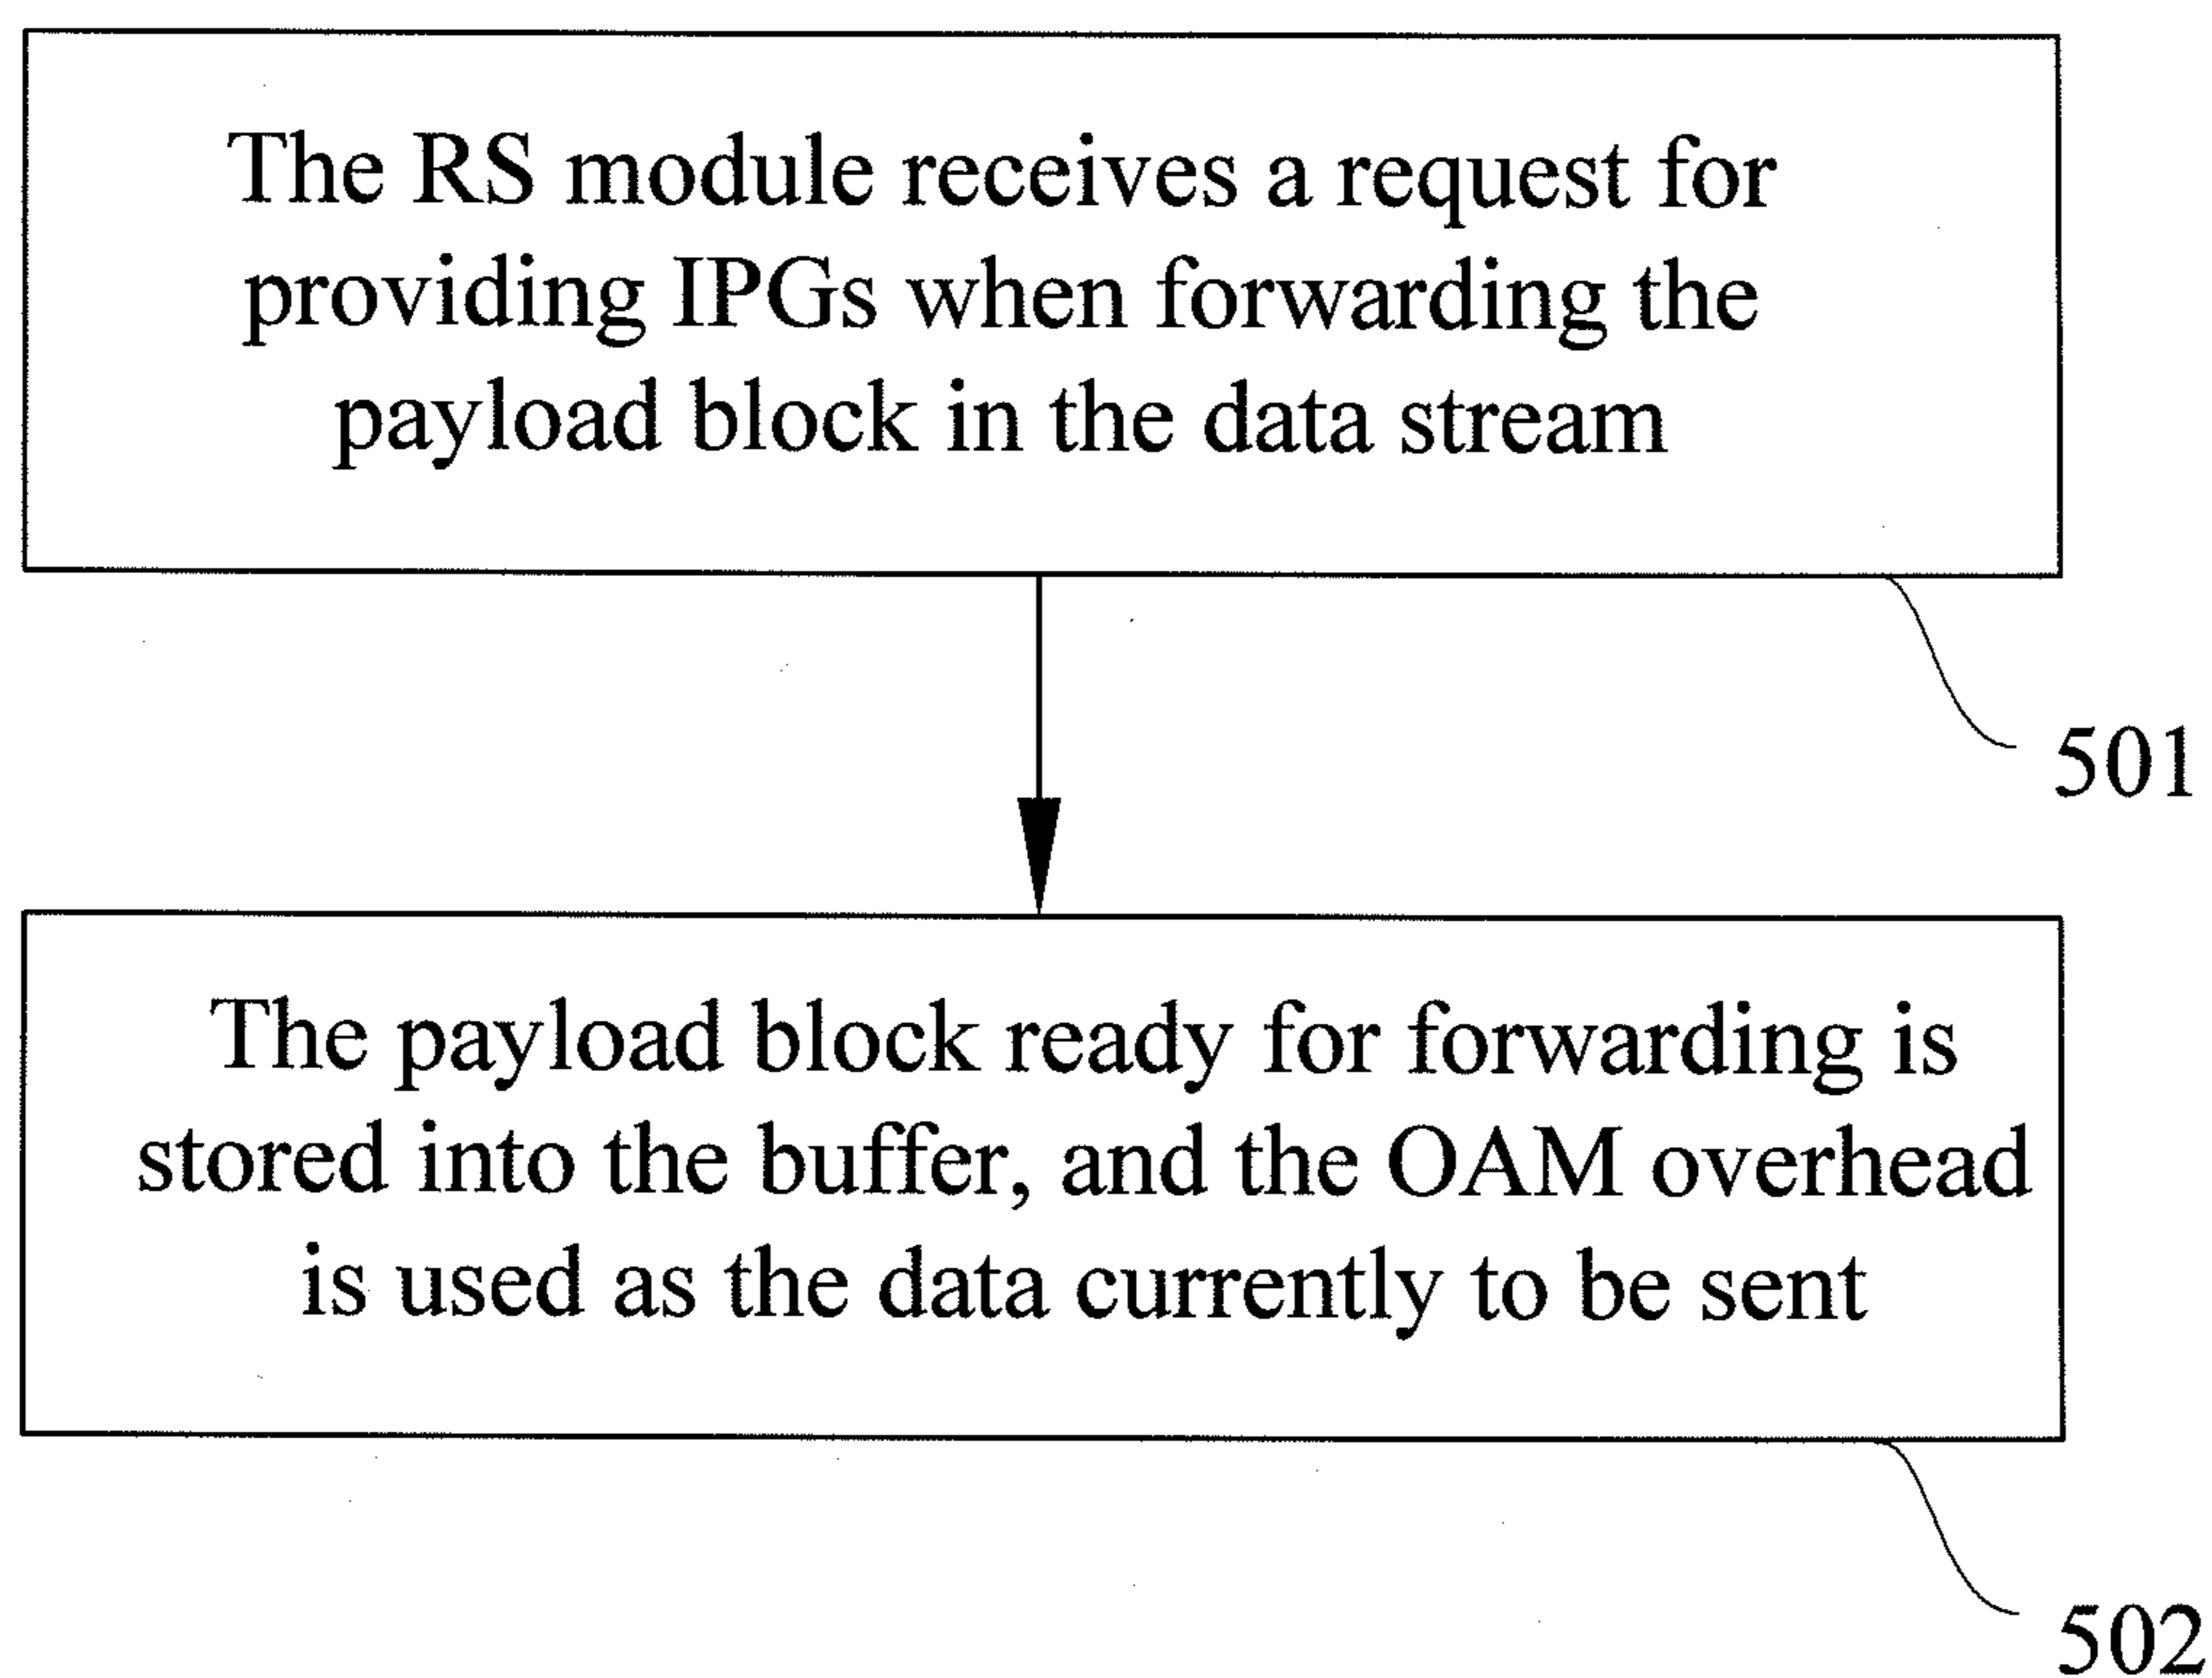 The RS module receives a request for
providing IPGs when forwarding the
payload block in the data stream
501
The payload block ready for forwarding is
stored into the buffer, and the OAM overhead
is used as the data currently to be sent
502